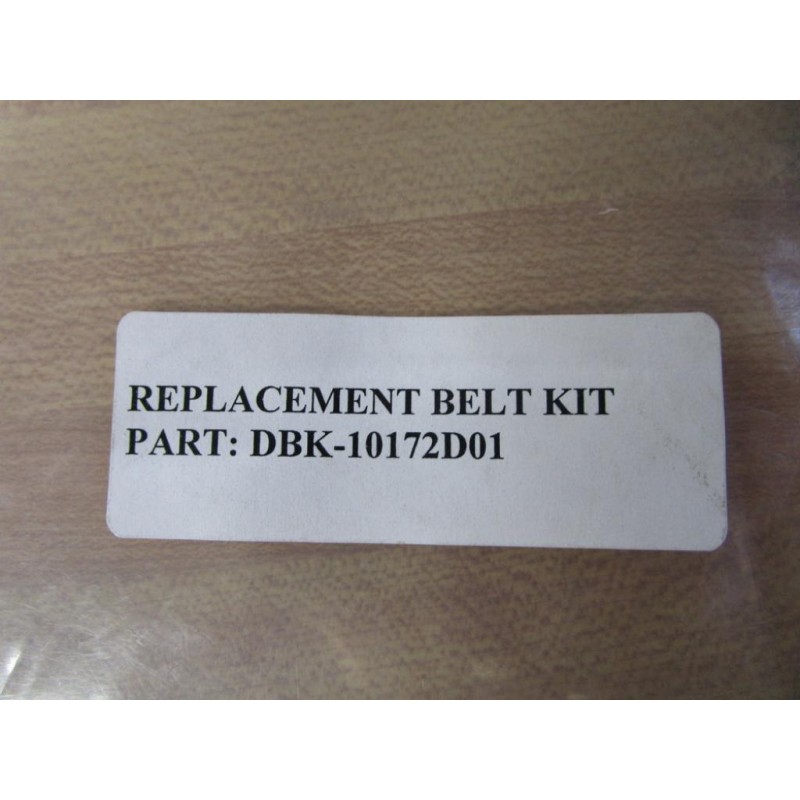 REPLACEMENT BELT KIT
PART: DBK-10172D01